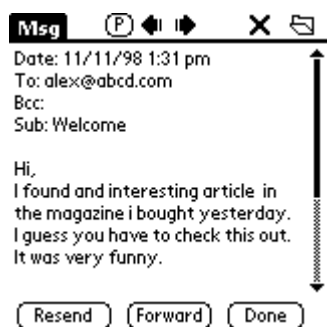 Msg P
Date: 11/11/98 1:31 pm
To: alex@abcd.com
Bcc:
Sub: Welcome
Hi,
I found and interesting article in
the magazine i bought yesterday.
I guess you have to check this out.
It was very funny.
Resend Forward Done